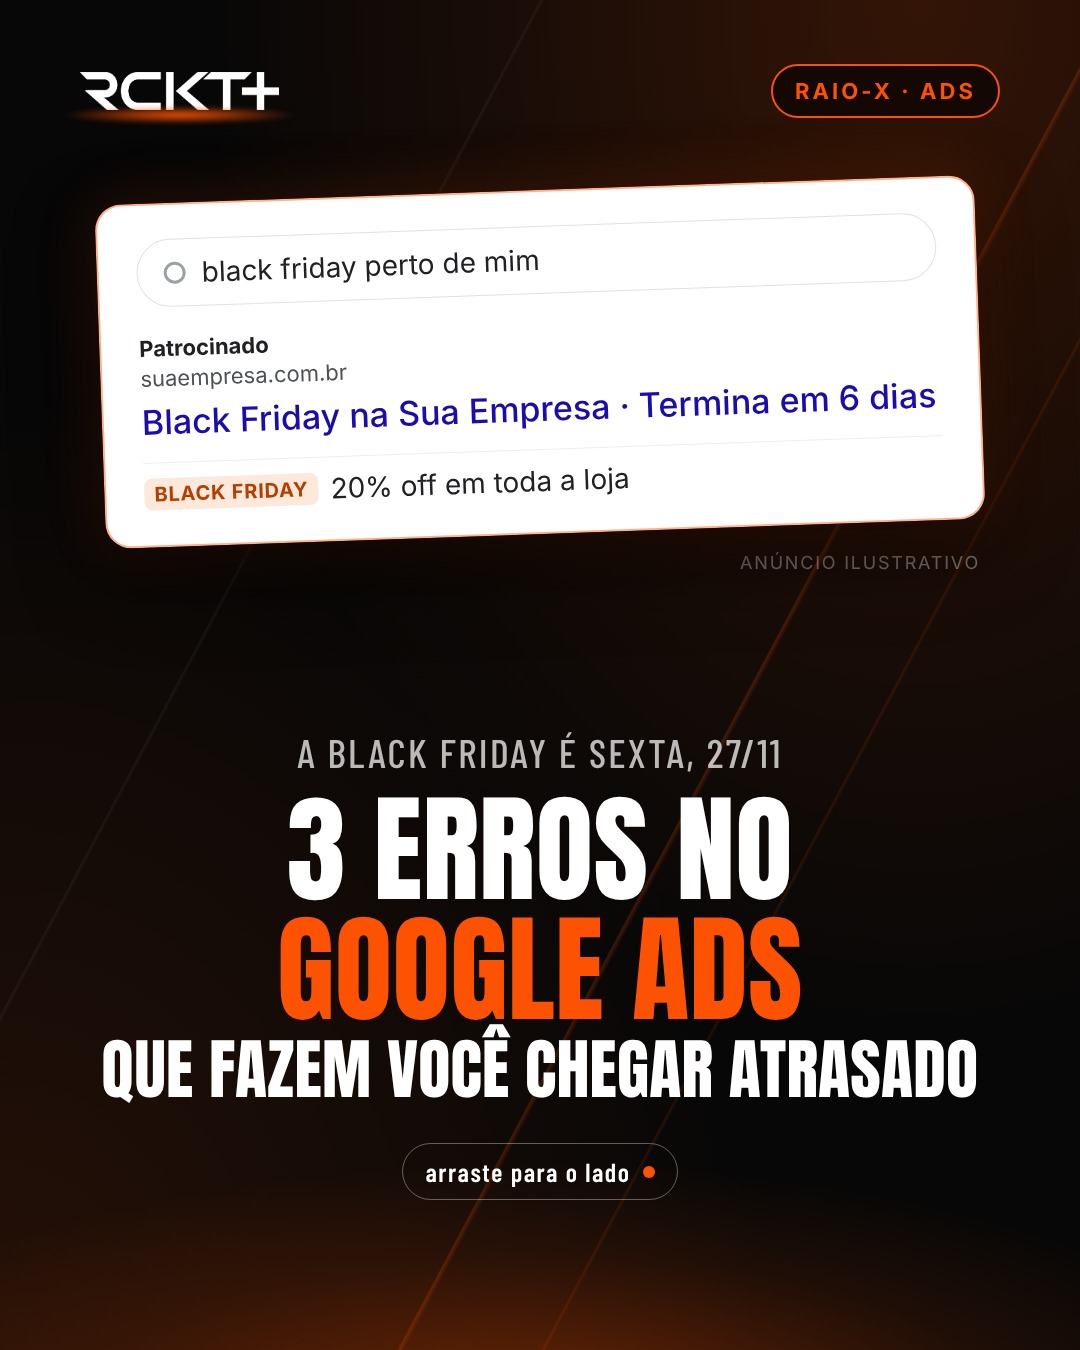 RCKT+
RAIO-X · ADS
black friday perto de mim
Patrocinado
suaempresa.com.br
Black Friday na Sua Empresa · Termina em 6 dias
BLACK FRIDAY 20% off em toda a loja
ANÚNCIO ILUSTRATIVO
A BLACK FRIDAY É SEXTA, 27/11
3 ERROS NO
GOOGLE ADS
QUE FAZEM VOCÊ CHEGAR ATRASADO
arraste para o lado